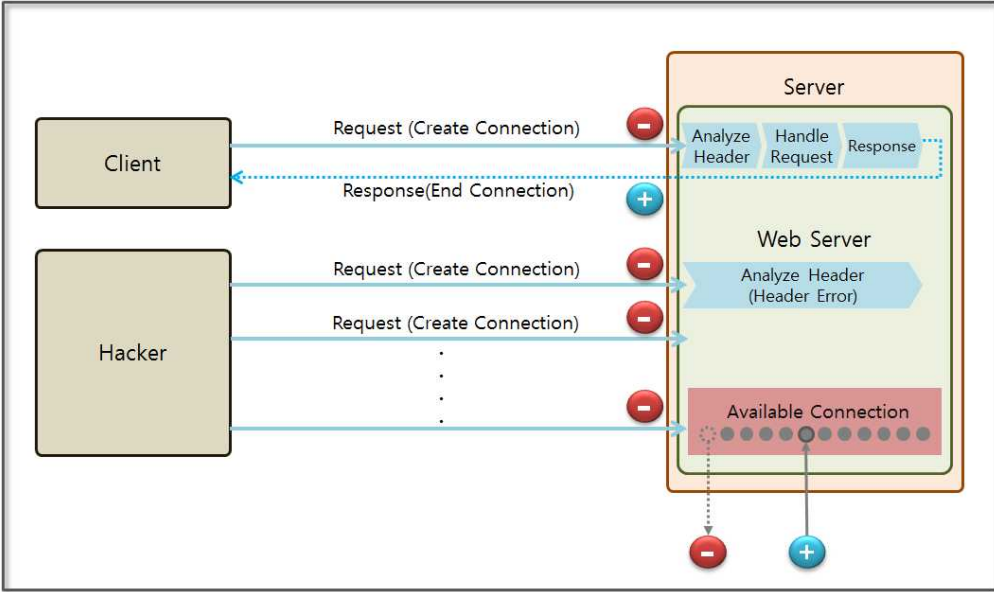 Server
Client
Request (Create Connection)
-
Analyze
Header
Handle
Request
Response
Response(End Connection)
+
Web Server
Hacker
Request (Create Connection)
-
Analyze Header
(Header Error)
Request (Create Connection)
-
-
Available Connection
-
+